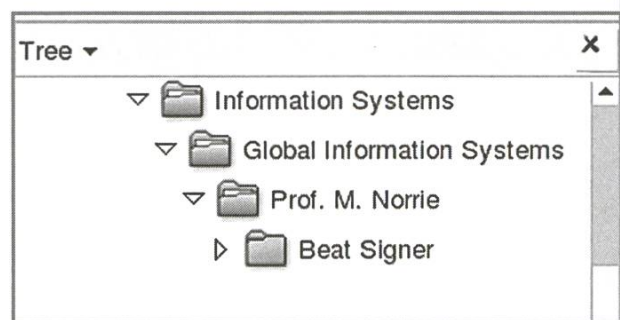 Tree
Information Systems
Global Information Systems
Prof. M. Norrie
Beat Signer